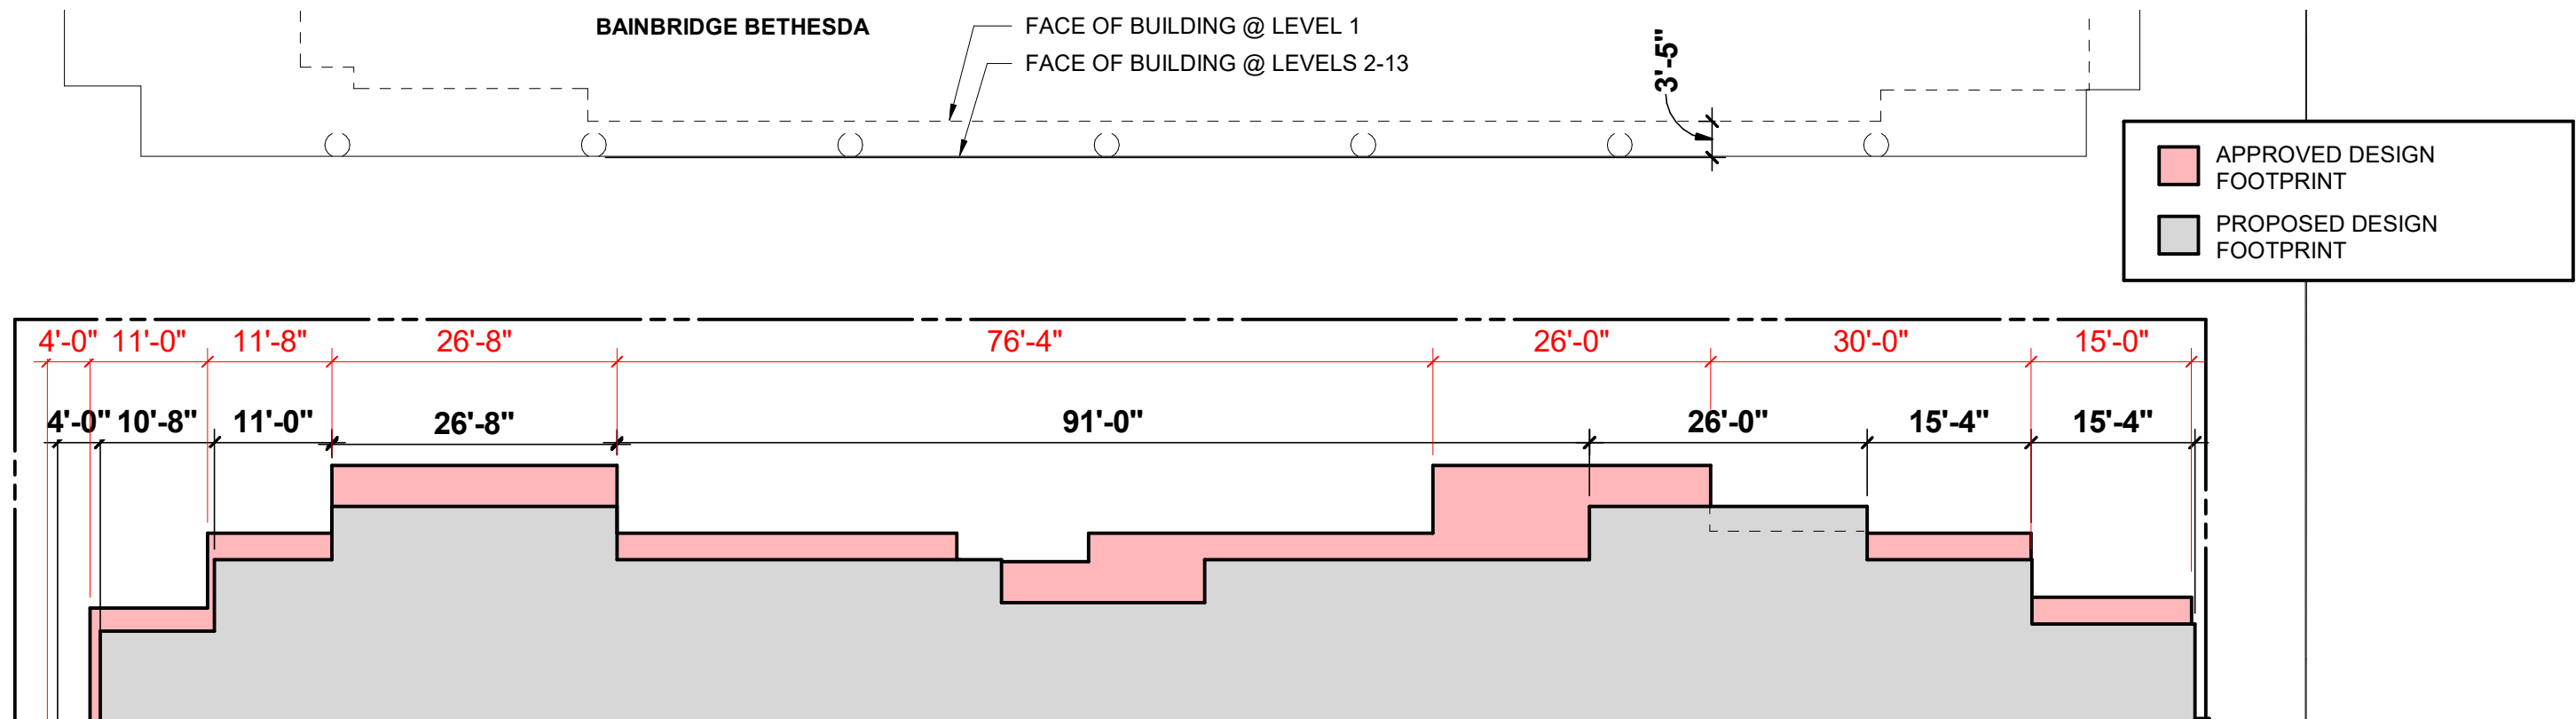 BAINBRIDGE BETHESDA
FACE OF BUILDING @ LEVEL 1
FACE OF BUILDING @ LEVELS 2-13
3'-5"
APPROVED DESIGN
FOOTPRINT
PROPOSED DESIGN
FOOTPRINT
4'-0" 11'-0" 11'-8" 26'-8" 76'-4" 26'-0" 30'-0" 15'-0"
4'-0" 10'-8" 11'-0" 26'-8" 91'-0" 26'-0" 15'-4" 15'-4"